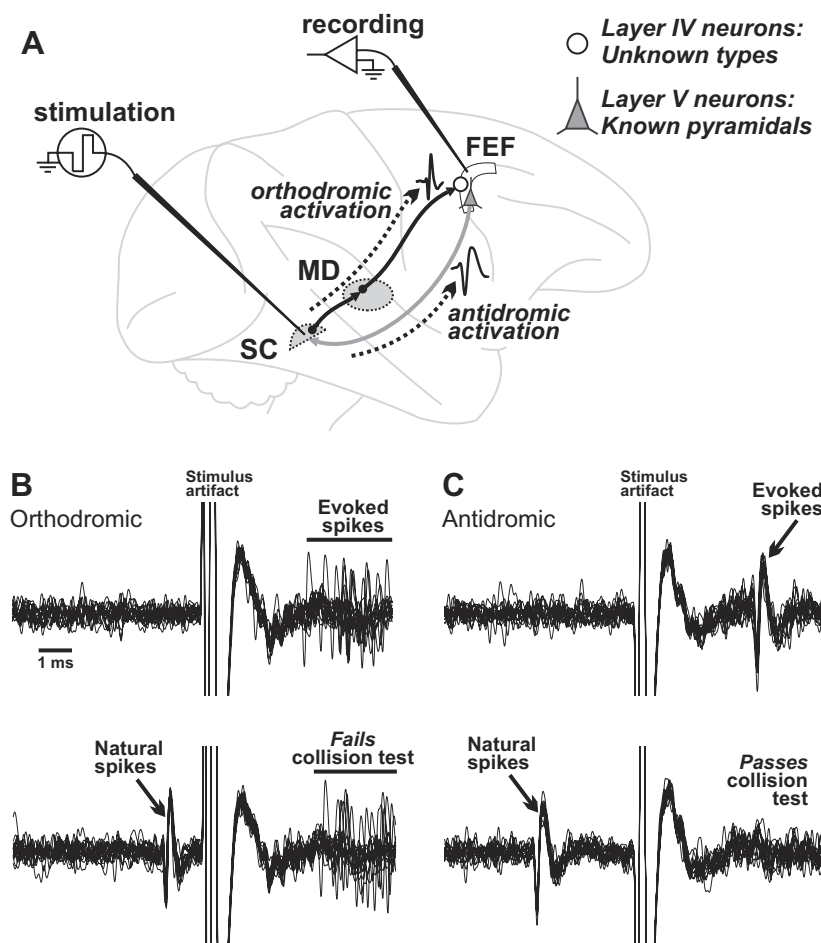 A
recording
Layer IV neurons:
Unknown types
Layer V neurons:
Known pyramidals
stimulation
FEF
orthodromic
activation
MD
antidromic
activation
SC
B
Orthodromic
Stimulus
artifact
Evoked
spikes
1 ms
Natural
spikes
Fails
collision test
C
Antidromic
Stimulus
artifact
Evoked
spikes
Natural
spikes
Passes
collision
test